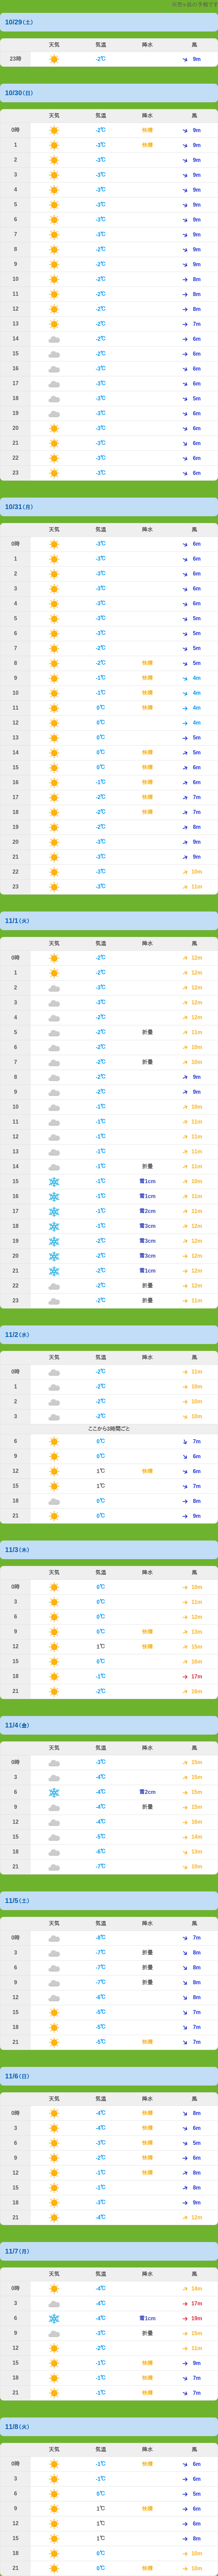 10/29(土)
天気 気温 降水 風
23時 -2℃ 9m
10/30(日)
天気 気温 降水 風
0時 -2℃ 快晴 9m
1 -3℃ 快晴 9m
2 -3℃ 9m
3 -3℃ 9m
4 -3℃ 9m
5 -3℃ 9m
6 -3℃ 9m
7 -3℃ 9m
8 -2℃ 9m
9 -2℃ 9m
10 -2℃ 8m
11 -2℃ 8m
12 -2℃ 8m
13 -2℃ 7m
14 -2℃ 6m
15 -2℃ 6m
16 -3℃ 6m
17 -3℃ 6m
18 -3℃ 5m
19 -3℃ 6m
20 -3℃ 6m
21 -3℃ 6m
22 -3℃ 6m
23 -3℃ 6m
10/31(月)
天気 気温 降水 風
0時 -3℃ 6m
1 -3℃ 6m
2 -3℃ 6m
3 -3℃ 6m
4 -3℃ 6m
5 -3℃ 5m
6 -3℃ 5m
7 -2℃ 5m
8 -2℃ 快晴 5m
9 -1℃ 快晴 4m
10 -1℃ 快晴 4m
11 0℃ 快晴 4m
12 0℃ 4m
13 0℃ 5m
14 0℃ 快晴 5m
15 0℃ 快晴 6m
16 -1℃ 快晴 6m
17 -2℃ 快晴 7m
18 -2℃ 快晴 7m
19 -2℃ 8m
20 -3℃ 9m
21 -3℃ 9m
22 -3℃ 10m
23 -3℃ 11m
11/1(火)
天気 気温 降水 風
0時 -2℃ 12m
1 -2℃ 12m
2 -3℃ 12m
3 -3℃ 12m
4 -2℃ 12m
5 -2℃ 折曇 11m
6 -2℃ 10m
7 -2℃ 折曇 10m
8 -2℃ 9m
9 -2℃ 9m
10 -1℃ 10m
11 -1℃ 11m
12 -1℃ 11m
13 -1℃ 11m
14 -1℃ 折曇 11m
15 -1℃ 雪1cm 10m
16 -1℃ 雪1cm 11m
17 -1℃ 雪2cm 11m
18 -1℃ 雪3cm 12m
19 -2℃ 雪3cm 12m
20 -2℃ 雪3cm 12m
21 -2℃ 雪1cm 12m
22 -2℃ 折曇 12m
23 -2℃ 折曇 11m
11/2(水)
天気 気温 降水 風
0時 -2℃ 11m
1 -2℃ 10m
2 -2℃ 10m
3 -2℃ 10m
ここから3時間ごと
6 0℃ 7m
9 0℃ 6m
12 1℃ 快晴 6m
15 1℃ 7m
18 0℃ 8m
21 0℃ 9m
11/3(木)
天気 気温 降水 風
0時 0℃ 10m
3 0℃ 11m
6 0℃ 12m
9 0℃ 快晴 13m
12 1℃ 快晴 15m
15 0℃ 16m
18 -1℃ 17m
21 -2℃ 16m
11/4(金)
天気 気温 降水 風
0時 -3℃ 15m
3 -4℃ 15m
6 -4℃ 雪2cm 15m
9 -4℃ 折曇 15m
12 -4℃ 16m
15 -5℃ 14m
18 -6℃ 13m
21 -7℃ 10m
11/5(土)
天気 気温 降水 風
0時 -8℃ 7m
3 -7℃ 折曇 8m
6 -7℃ 折曇 8m
9 -7℃ 折曇 8m
12 -6℃ 8m
15 -5℃ 7m
18 -5℃ 7m
21 -5℃ 快晴 7m
11/6(日)
天気 気温 降水 風
0時 -4℃ 快晴 8m
3 -4℃ 快晴 6m
6 -3℃ 快晴 5m
9 -2℃ 快晴 6m
12 -1℃ 快晴 8m
15 -1℃ 8m
18 -3℃ 9m
21 -4℃ 12m
11/7(月)
天気 気温 降水 風
0時 -4℃ 14m
3 -4℃ 17m
6 -4℃ 雪1cm 19m
9 -3℃ 折曇 15m
12 -2℃ 11m
15 -1℃ 快晴 9m
18 -1℃ 快晴 7m
21 -1℃ 快晴 7m
11/8(火)
天気 気温 降水 風
0時 -1℃ 快晴 6m
3 -1℃ 6m
6 0℃ 5m
9 1℃ 快晴 6m
12 1℃ 6m
15 1℃ 8m
18 0℃ 10m
21 0℃ 快晴 10m